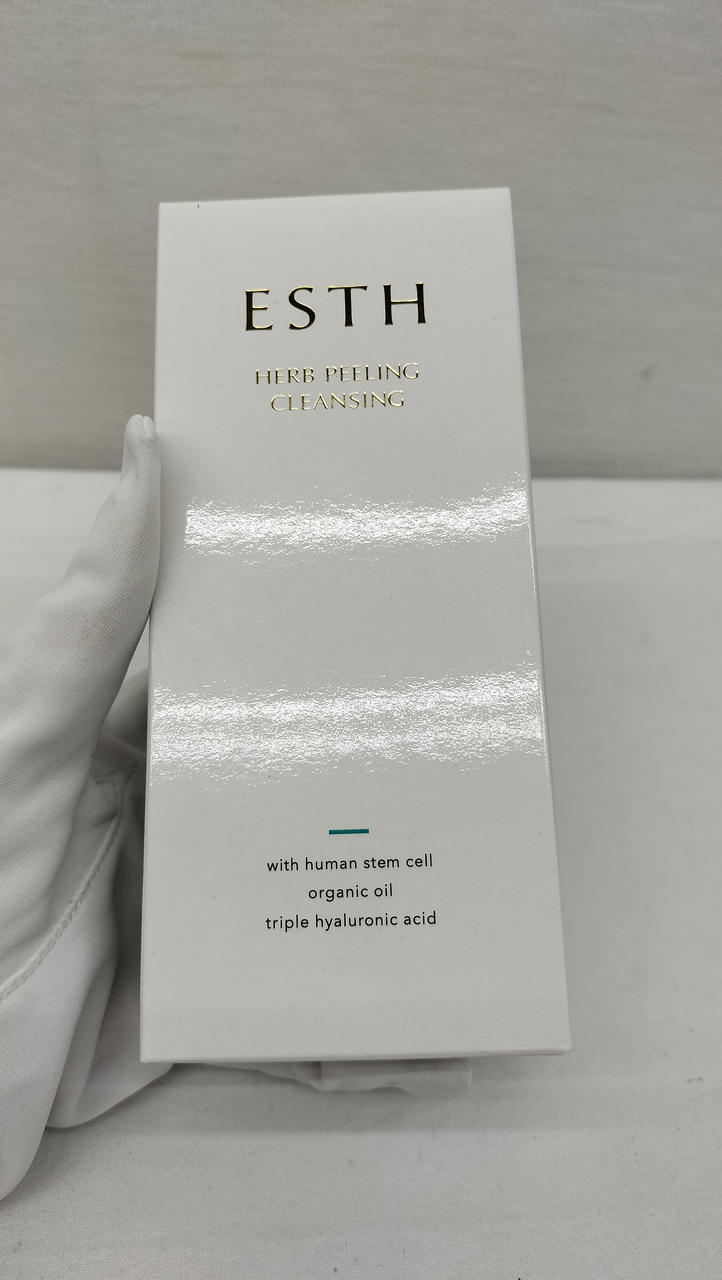 ESTH
HERB PEELING
CLEANSING
with human stem cell
organic oil
triple hyaluronic acid